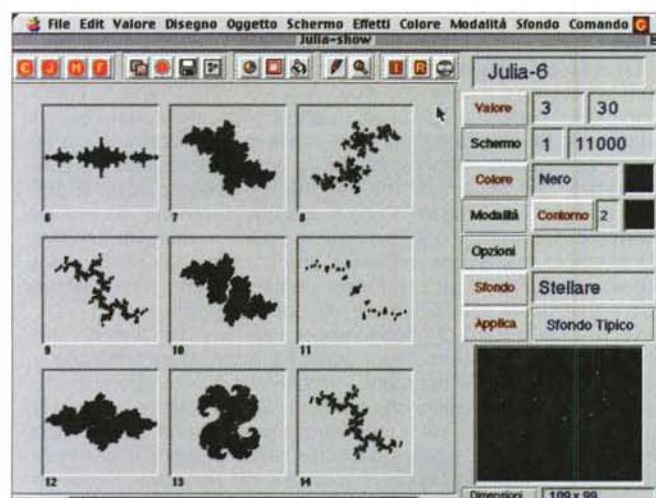 File Edit Valore Disegno Oggetto Schermo Effetti Colore Modalità Sfondo Comando G
Julia-show
C J M F
I R
Julia-6
Valore 3 30
Schermo 1 11000
Colore Nero
Modalità Contorno 2
Opzioni
Sfondo Stellare
Applica Sfondo Tipico
6 7 8
9 10 11
12 13 14
Dimensioni 109 x 99